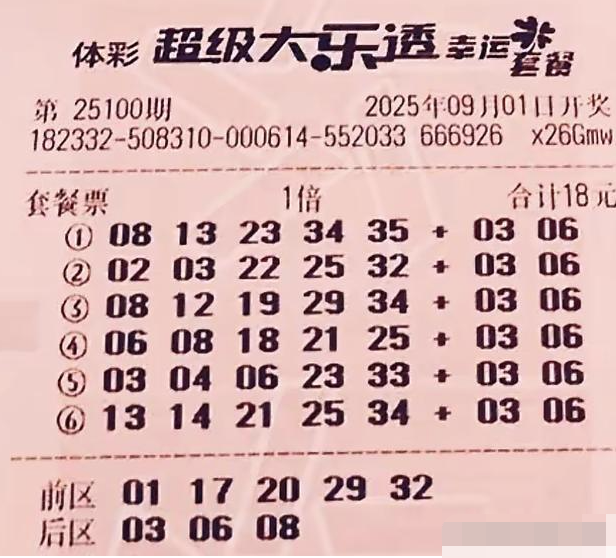 体彩 超级大乐透 幸运套餐
第 25100期 2025年09月01日开奖
182332-508310-000614-552033 666926 x26Gmw
套餐票 1倍 合计18元
① 08 13 23 34 35 + 03 06
② 02 03 22 25 32 + 03 06
③ 08 12 19 29 34 + 03 06
④ 06 08 18 21 25 + 03 06
⑤ 03 04 06 23 33 + 03 06
⑥ 13 14 21 25 34 + 03 06
前区 01 17 20 29 32
后区 03 06 08